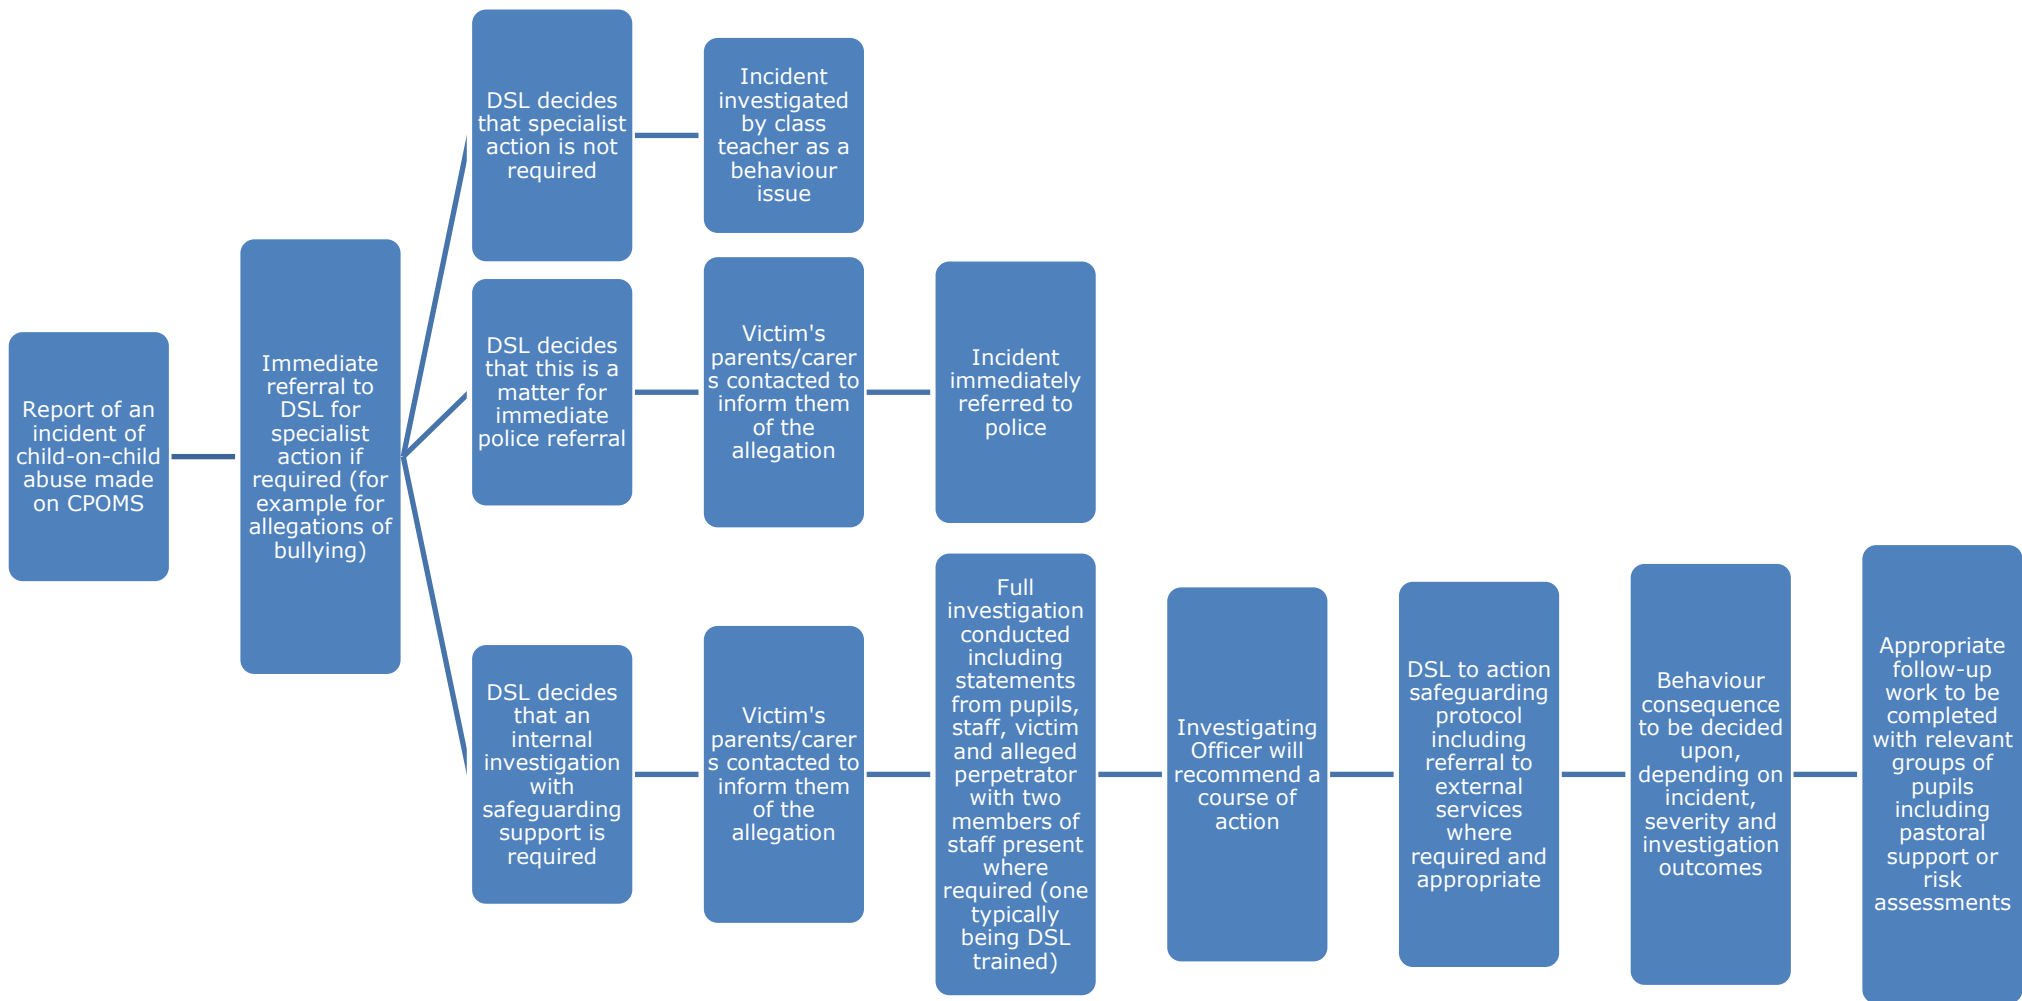 Report of an
incident of
child-on-child
abuse made
on CPOMS
Immediate
referral to
DSL for
specialist
action if
required (for
example for
allegations of
bullying)
DSL decides
that specialist
action is not
required
Incident
investigated
by class
teacher as a
behaviour
issue
DSL decides
that this is a
matter for
immediate
police referral
Victim's
parents/carer
s contacted to
inform them
of the
allegation
Incident
immediately
referred to
police
DSL decides
that an
internal
investigation
with
safeguarding
support is
required
Victim's
parents/carer
s contacted to
inform them
of the
allegation
Full
investigation
conducted
including
statements
from pupils,
staff, victim
and alleged
perpetrator
with two
members of
staff present
where
required (one
typically
being DSL
trained)
Investigating
Officer will
recommend a
course of
action
DSL to action
safeguarding
protocol
including
referral to
external
services
where
required and
appropriate
Behaviour
consequence
to be decided
upon,
depending on
incident,
severity and
investigation
outcomes
Appropriate
follow-up
work to be
completed
with relevant
groups of
pupils
including
pastoral
support or
risk
assessments